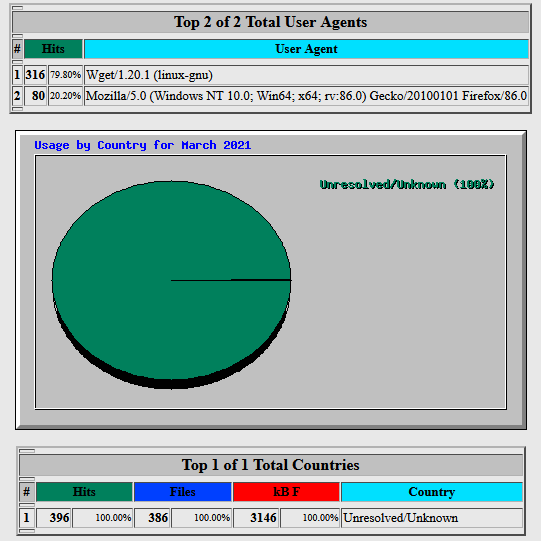 Top 2 of 2 Total User Agents
# Hits User Agent
1 316 79.80% Wget/1.20.1 (linux-gnu)
2 80 20.20% Mozilla/5.0 (Windows NT 10.0; Win64; x64; rv:86.0) Gecko/20100101 Firefox/86.0
Usage by Country for March 2021
Unresolved/Unknown (100%)
Top 1 of 1 Total Countries
# Hits Files kB F Country
1 396 100.00% 386 100.00% 3146 100.00% Unresolved/Unknown